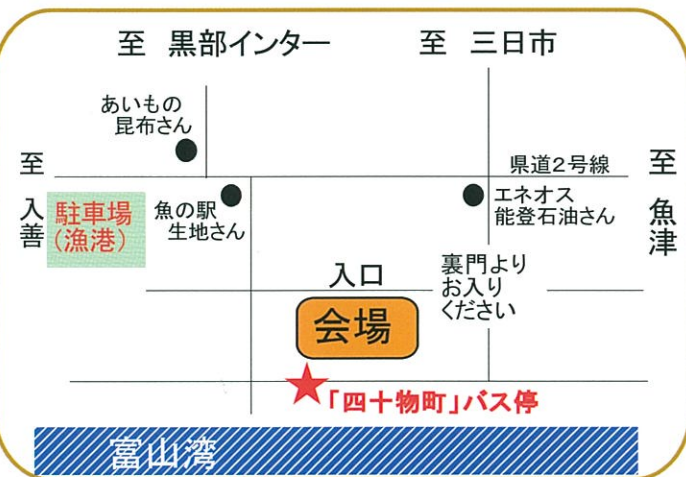 至 黒部インター
至 三日市
あいもの
昆布さん
県道2号線
至 入善
至 魚津
駐車場
(漁港)
魚の駅
生地さん
エネオス
能登石油さん
裏門より
お入り
ください
入口
会場
★「四十物町」バス停
富山湾